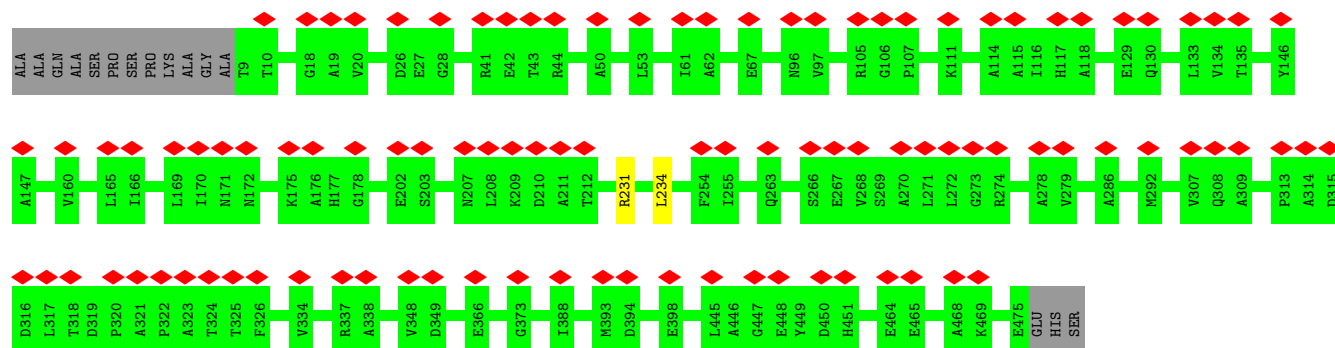 ALA ALA GLN ALA SER PRO SER PRO LYS ALA GLY ALA T9 T10 G18 A19 V20 D26 E27 G28 R41 E42 T43 R44 A50 L53 I61 A62 E67 N96 V97 R105 G106 P107 K111 A114 A115 I116 H117 A118 E129 Q130 L133 V134 T135 Y146
A147 V160 L165 I166 L169 I170 N171 N172 K175 A176 H177 G178 E202 S203 N207 L208 K209 D210 A211 T212 R231 L234 F254 I255 Q263 S266 E267 V268 S269 A270 L271 L272 G273 R274 A278 V279 A286 M292 V307 Q308 A309 P313 A314 D315
D316 L317 T318 D319 P320 A321 P322 A323 T324 T325 F326 V334 R337 A338 V348 D349 E366 G373 I388 M393 D394 E398 L445 A446 G447 E448 Y449 D450 H451 E464 E465 A468 K469 E475 GLU HIS SER